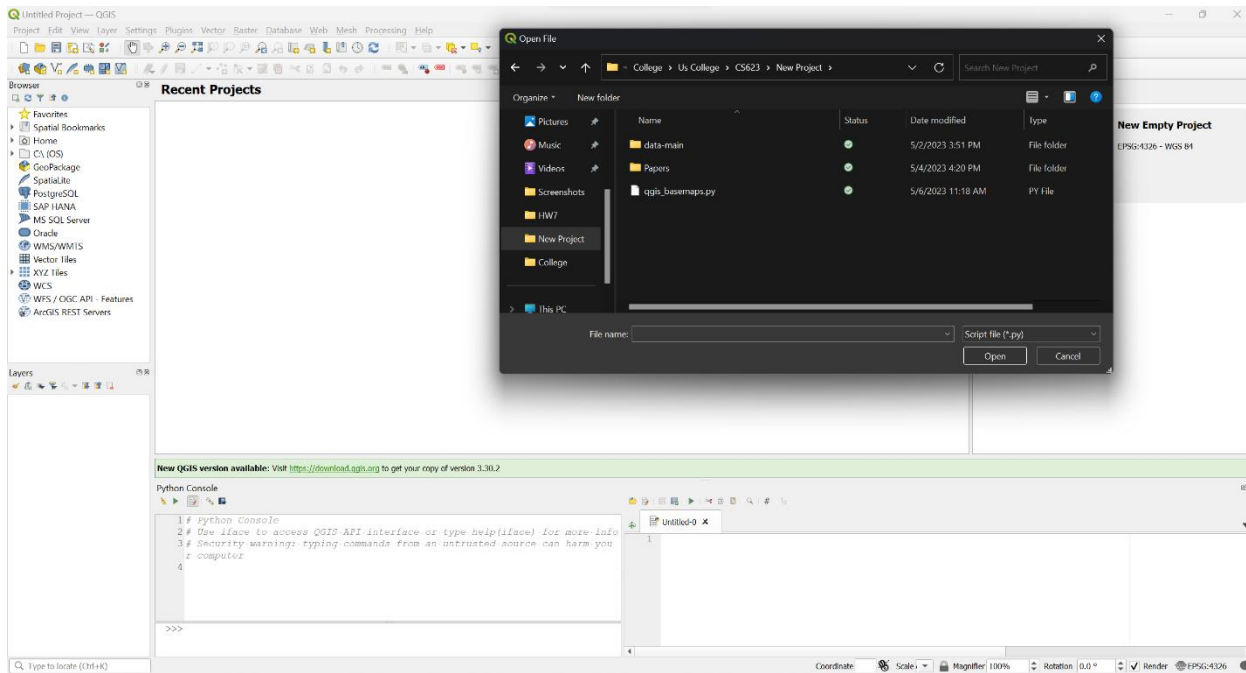 Untitled Project — QGIS
Project Edit View Layer Settings Plugins Vector Raster Database Web Mesh Processing Help
Browser
Favorites
Spatial Bookmarks
Home
C:\ (OS)
GeoPackage
SpatiaLite
PostgreSQL
SAP HANA
MS SQL Server
Oracle
WMS/WMTS
Vector Tiles
XYZ Tiles
WCS
WFS / OGC API - Features
ArcGIS REST Servers
Layers
Recent Projects
Open File
College › Us College › CS623 › New Project ›
Search New Project
Organize
New folder
Pictures
Music
Videos
Screenshots
HW7
New Project
College
This PC
Name Status Date modified Type
data-main 5/2/2023 3:51 PM File folder
Papers 5/4/2023 4:20 PM File folder
qgis_basemaps.py 5/6/2023 11:18 AM PY File
File name:
Script file (*.py)
Open Cancel
New Empty Project
EPSG:4326 - WGS 84
New QGIS version available: Visit https://download.qgis.org to get your copy of version 3.30.2
Python Console
1 # Python Console
2 # Use iface to access QGIS API interface or type help(iface) for more info
3 # Security warning: typing commands from an untrusted source can harm you
r computer
4
>>>
Untitled-0
1
Type to locate (Ctrl+K)
Coordinate Scale Magnifier 100% Rotation 0.0 ° Render EPSG:4326